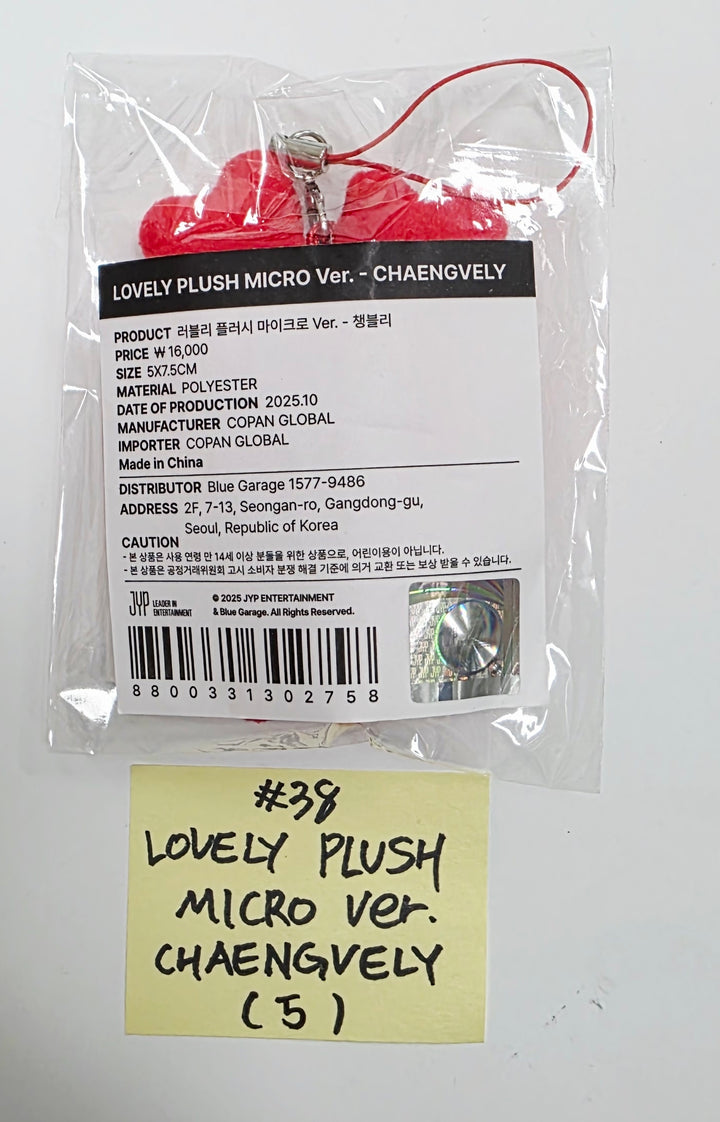 LOVELY PLUSH MICRO Ver. - CHAENGVELY
PRODUCT 러블리 플러시 마이크로 Ver. - 챙블리
PRICE ₩ 16,000
SIZE 5X7.5CM
MATERIAL POLYESTER
DATE OF PRODUCTION 2025.10
MANUFACTURER COPAN GLOBAL
IMPORTER COPAN GLOBAL
Made in China
DISTRIBUTOR Blue Garage 1577-9486
ADDRESS 2F, 7-13, Seongan-ro, Gangdong-gu,
Seoul, Republic of Korea
CAUTION
- 본 상품은 사용 연령 만 14세 이상 분들을 위한 상품으로, 어린이용이 아닙니다.
- 본 상품은 공정거래위원회 고시 소비자 분쟁 해결 기준에 의거 교환 또는 보상 받을 수 있습니다.
JYP LEADER IN
ENTERTAINMENT
© 2025 JYP ENTERTAINMENT
& Blue Garage. All Rights Reserved.
8800331302758
#38
LOVELY PLUSH
MICRO Ver.
CHAENGVELY
(5)